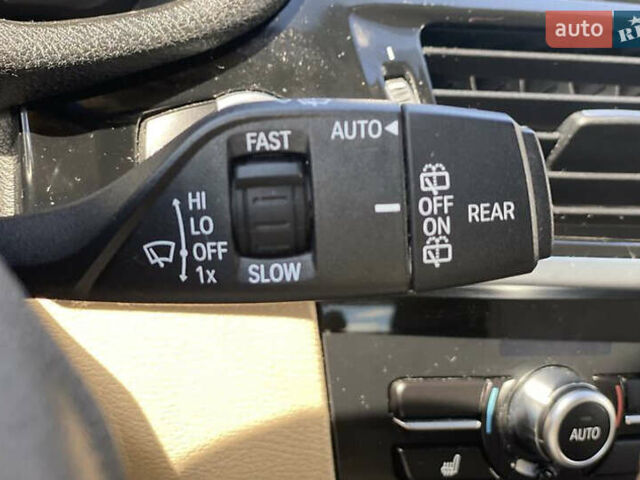 auto
FAST
AUTO
HI
LO
OFF
1x
SLOW
OFF
ON
REAR
AUTO